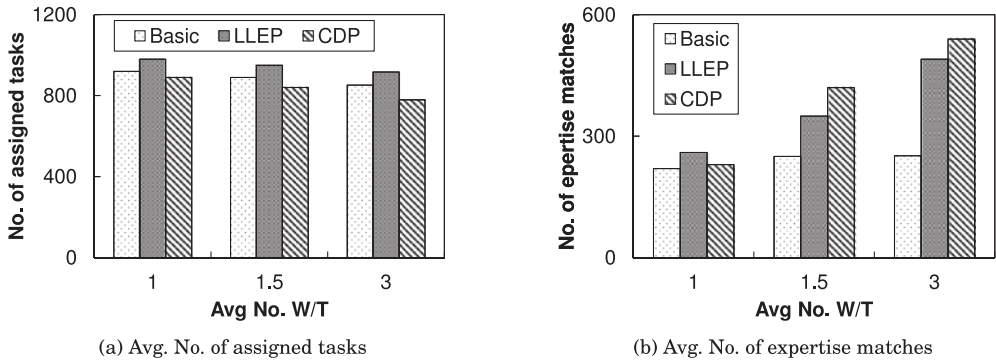 1200
Basic LLEP CDP
800
400
0
No. of assigned tasks
1 1.5 3
Avg No. W/T
(a) Avg. No. of assigned tasks
600
Basic
LLEP
CDP
300
0
No. of epertise matches
1 1.5 3
Avg No. W/T
(b) Avg. No. of expertise matches